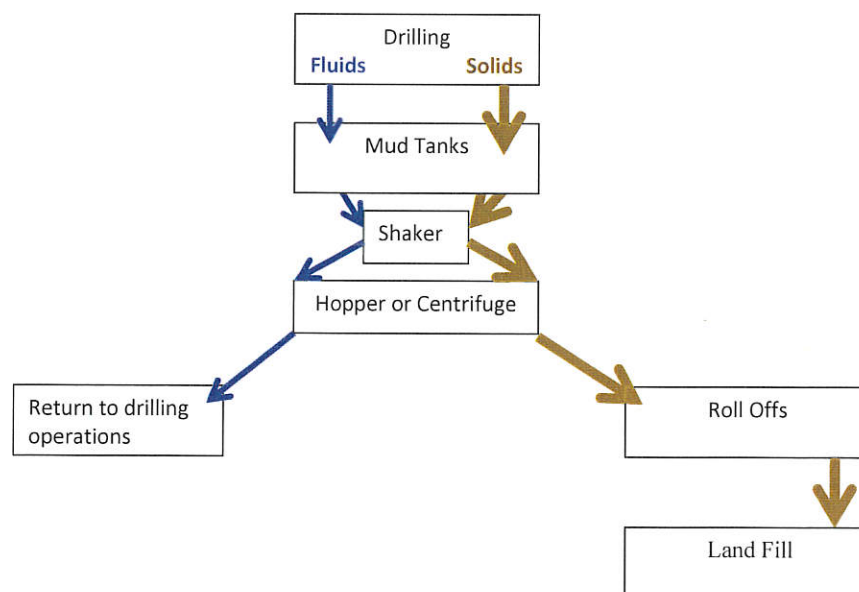 Drilling
Fluids Solids
Mud Tanks
Shaker
Hopper or Centrifuge
Return to drilling
operations
Roll Offs
Land Fill